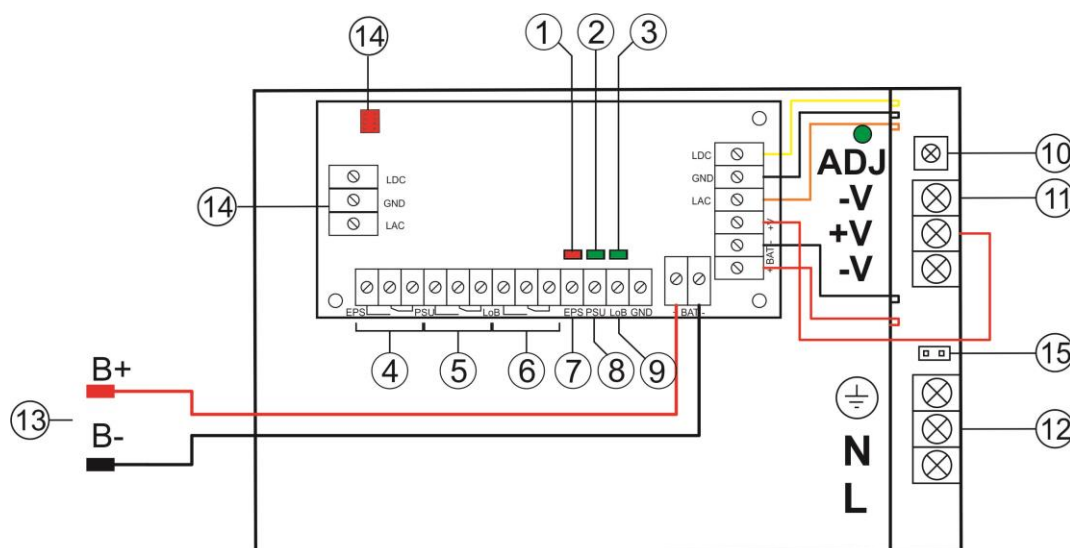 1 2 3
14
LDC
GND
LAC
14
LDC
GND
LAC
+V
- BAT +
ADJ
-V
+V
-V
10
11
EPS PSU LoB EPS PSU LoB GND + BAT -
4 5 6 7 8 9
15
B+
13
B-
12
N
L